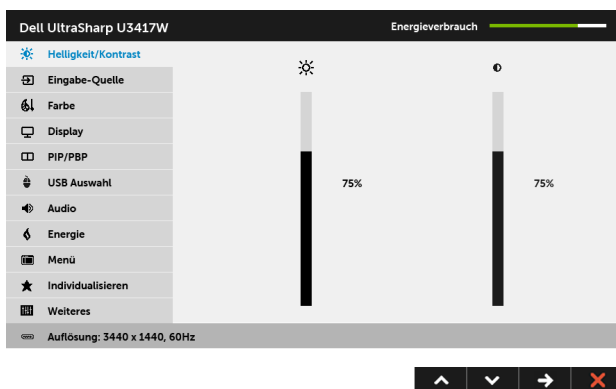 Dell UltraSharp U3417W
Energieverbrauch
Helligkeit/Kontrast
Eingabe-Quelle
Farbe
Display
PIP/PBP
USB Auswahl
75%
75%
Audio
Energie
Menü
Individualisieren
Weiteres
Auflösung: 3440 x 1440, 60Hz